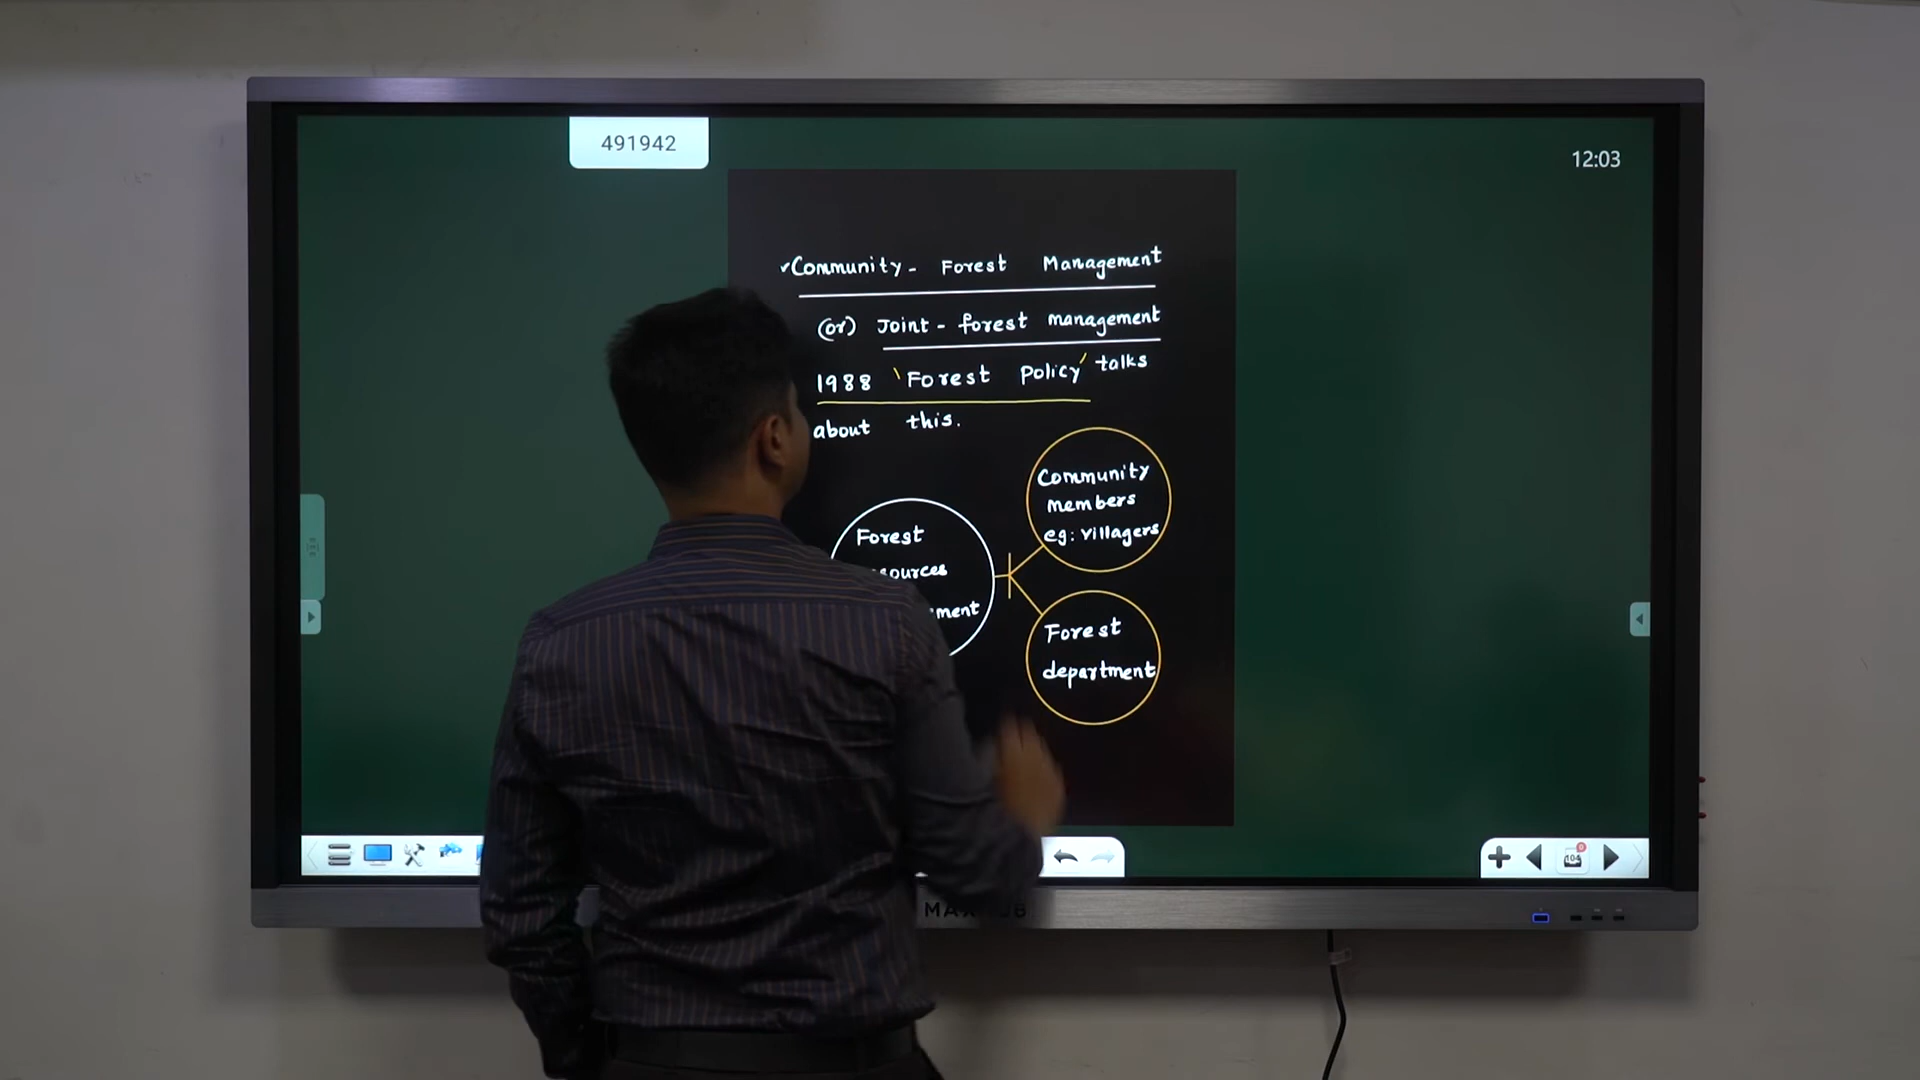 491942
12:03
Community - Forest Management
(or) Joint - forest management
1988 'Forest Policy' talks
about this.
Community
members
eg: villagers
Forest
Forest
department
104